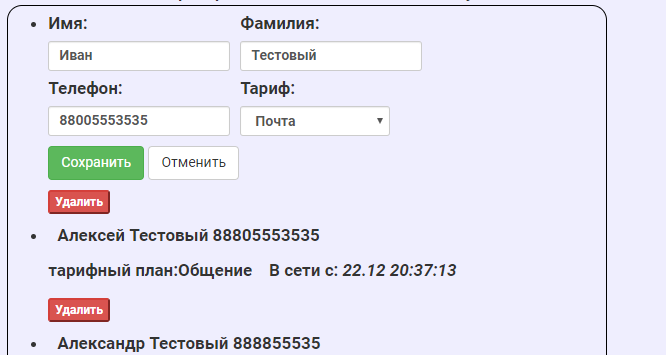 Имя: Фамилия:
Иван Тестовый
Телефон: Тариф:
88005553535 Почта
Сохранить Отменить
Удалить
Алексей Тестовый 88805553535
тарифный план:Общение В сети с: 22.12 20:37:13
Удалить
Александр Тестовый 888855535